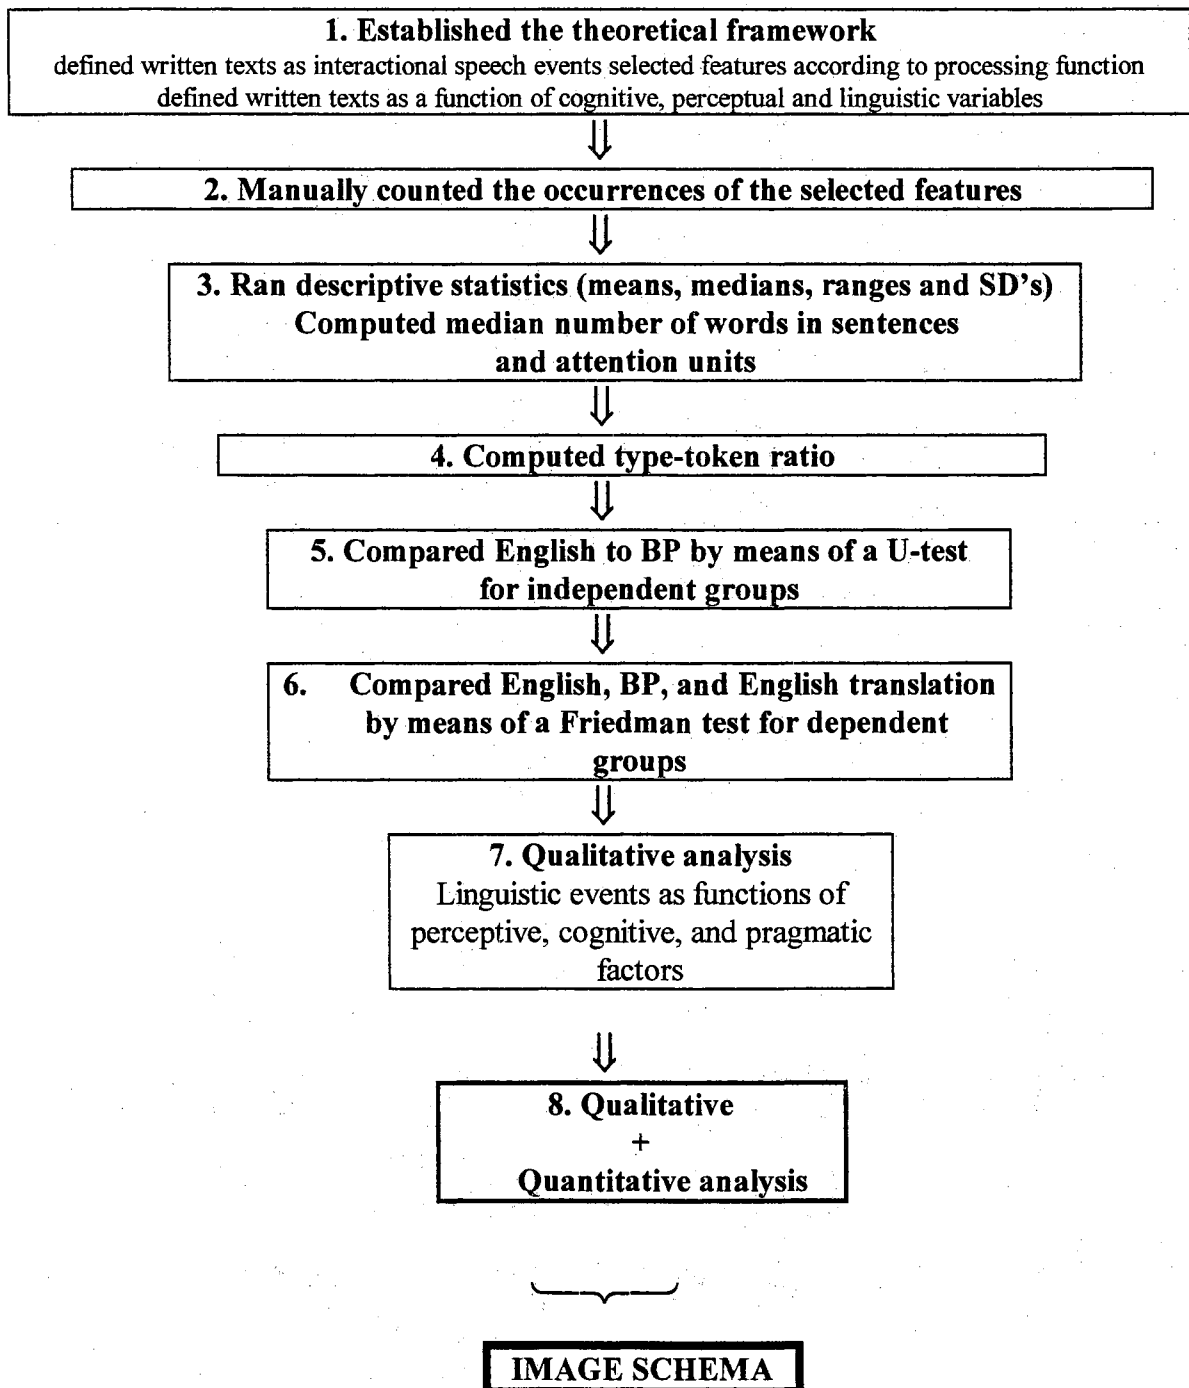 1. Established the theoretical framework
defined written texts as interactional speech events selected features according to processing function
defined written texts as a function of cognitive, perceptual and linguistic variables
2. Manually counted the occurrences of the selected features
3. Ran descriptive statistics (means, medians, ranges and SD's)
Computed median number of words in sentences
and attention units
4. Computed type-token ratio
5. Compared English to BP by means of a U-test
for independent groups
6. Compared English, BP, and English translation
by means of a Friedman test for dependent
groups
7. Qualitative analysis
Linguistic events as functions of
perceptive, cognitive, and pragmatic
factors
8. Qualitative
+
Quantitative analysis
IMAGE SCHEMA